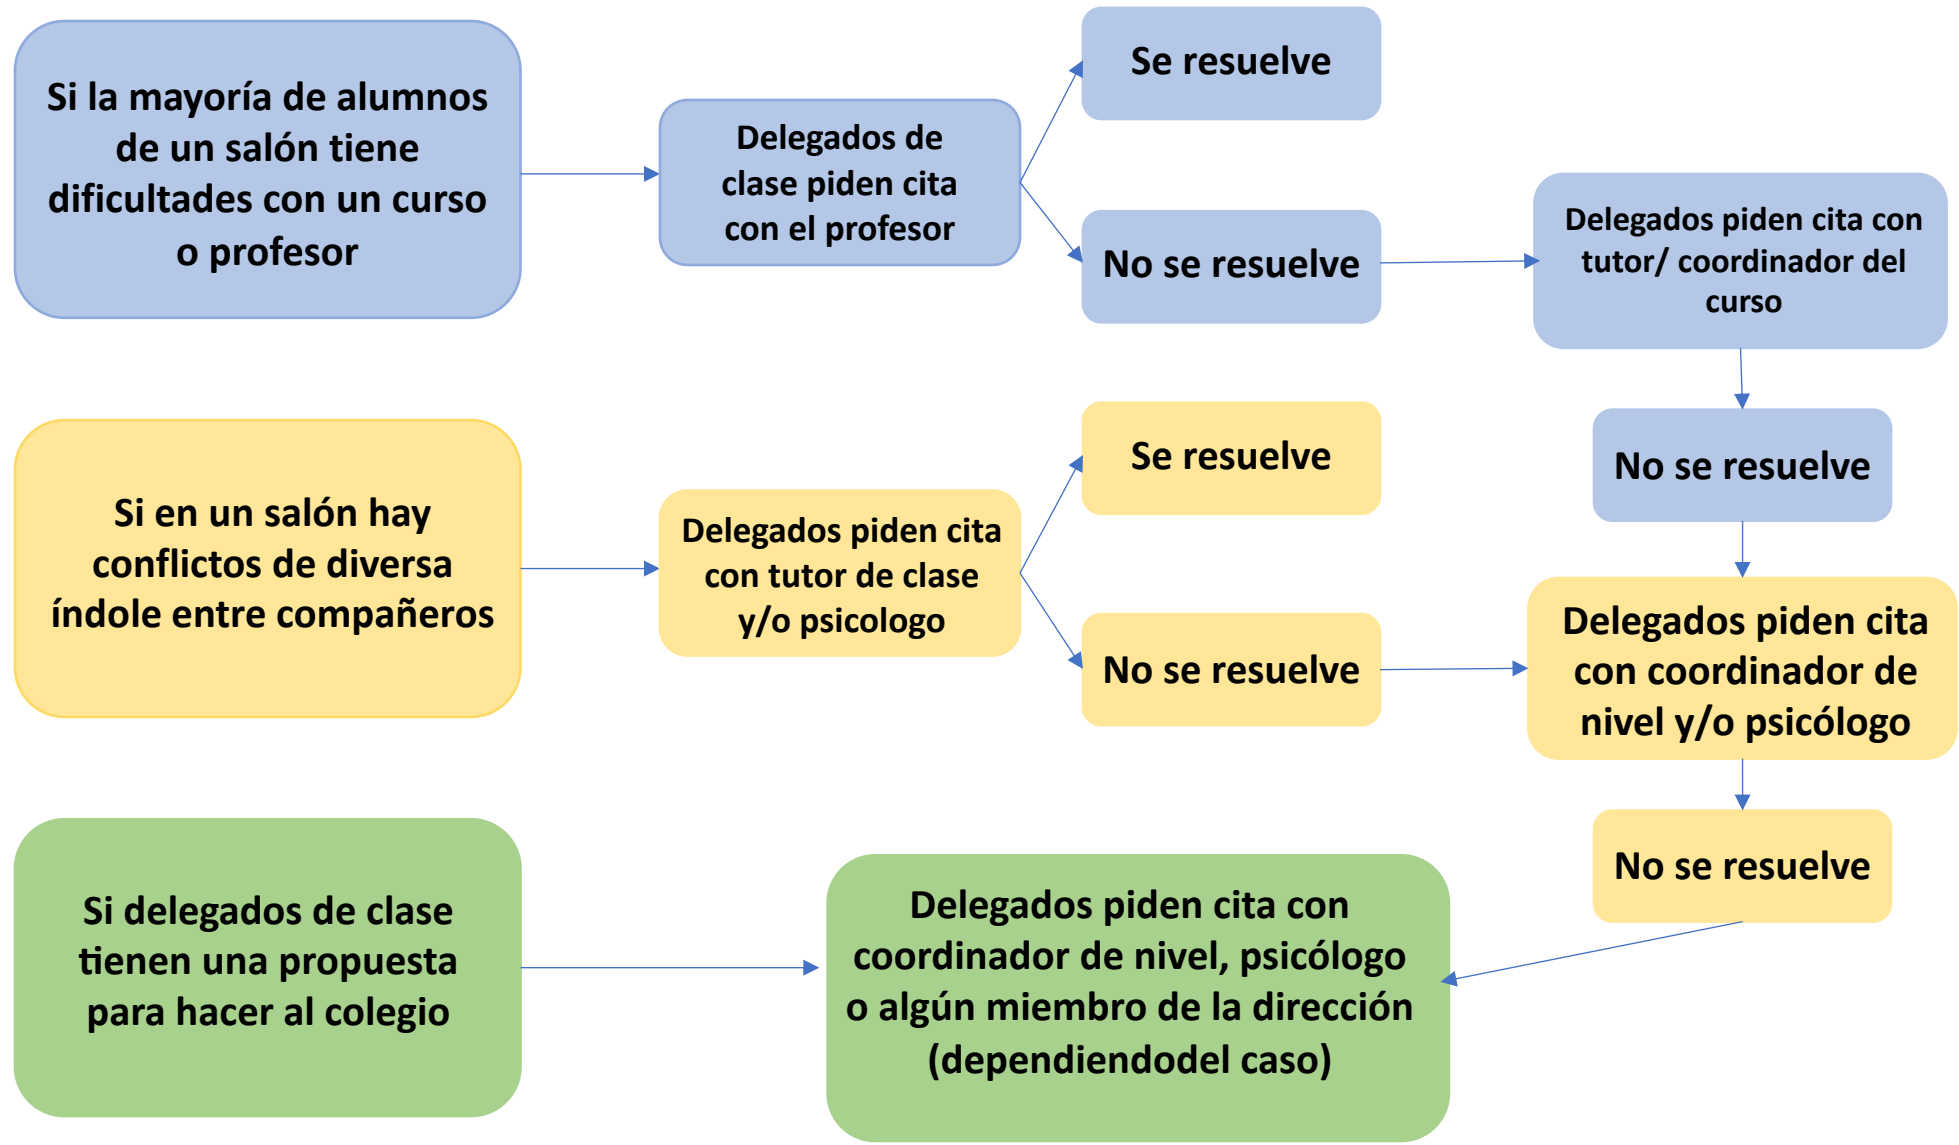 Si la mayoría de alumnos
de un salón tiene
dificultades con un curso
o profesor
Delegados de
clase piden cita
con el profesor
Se resuelve
No se resuelve
Delegados piden cita con
tutor/ coordinador del
curso
No se resuelve
Si en un salón hay
conflictos de diversa
índole entre compañeros
Delegados piden cita
con tutor de clase
y/o psicologo
Se resuelve
No se resuelve
Delegados piden cita
con coordinador de
nivel y/o psicólogo
No se resuelve
Si delegados de clase
tienen una propuesta
para hacer al colegio
Delegados piden cita con
coordinador de nivel, psicólogo
o algún miembro de la dirección
(dependiendodel caso)